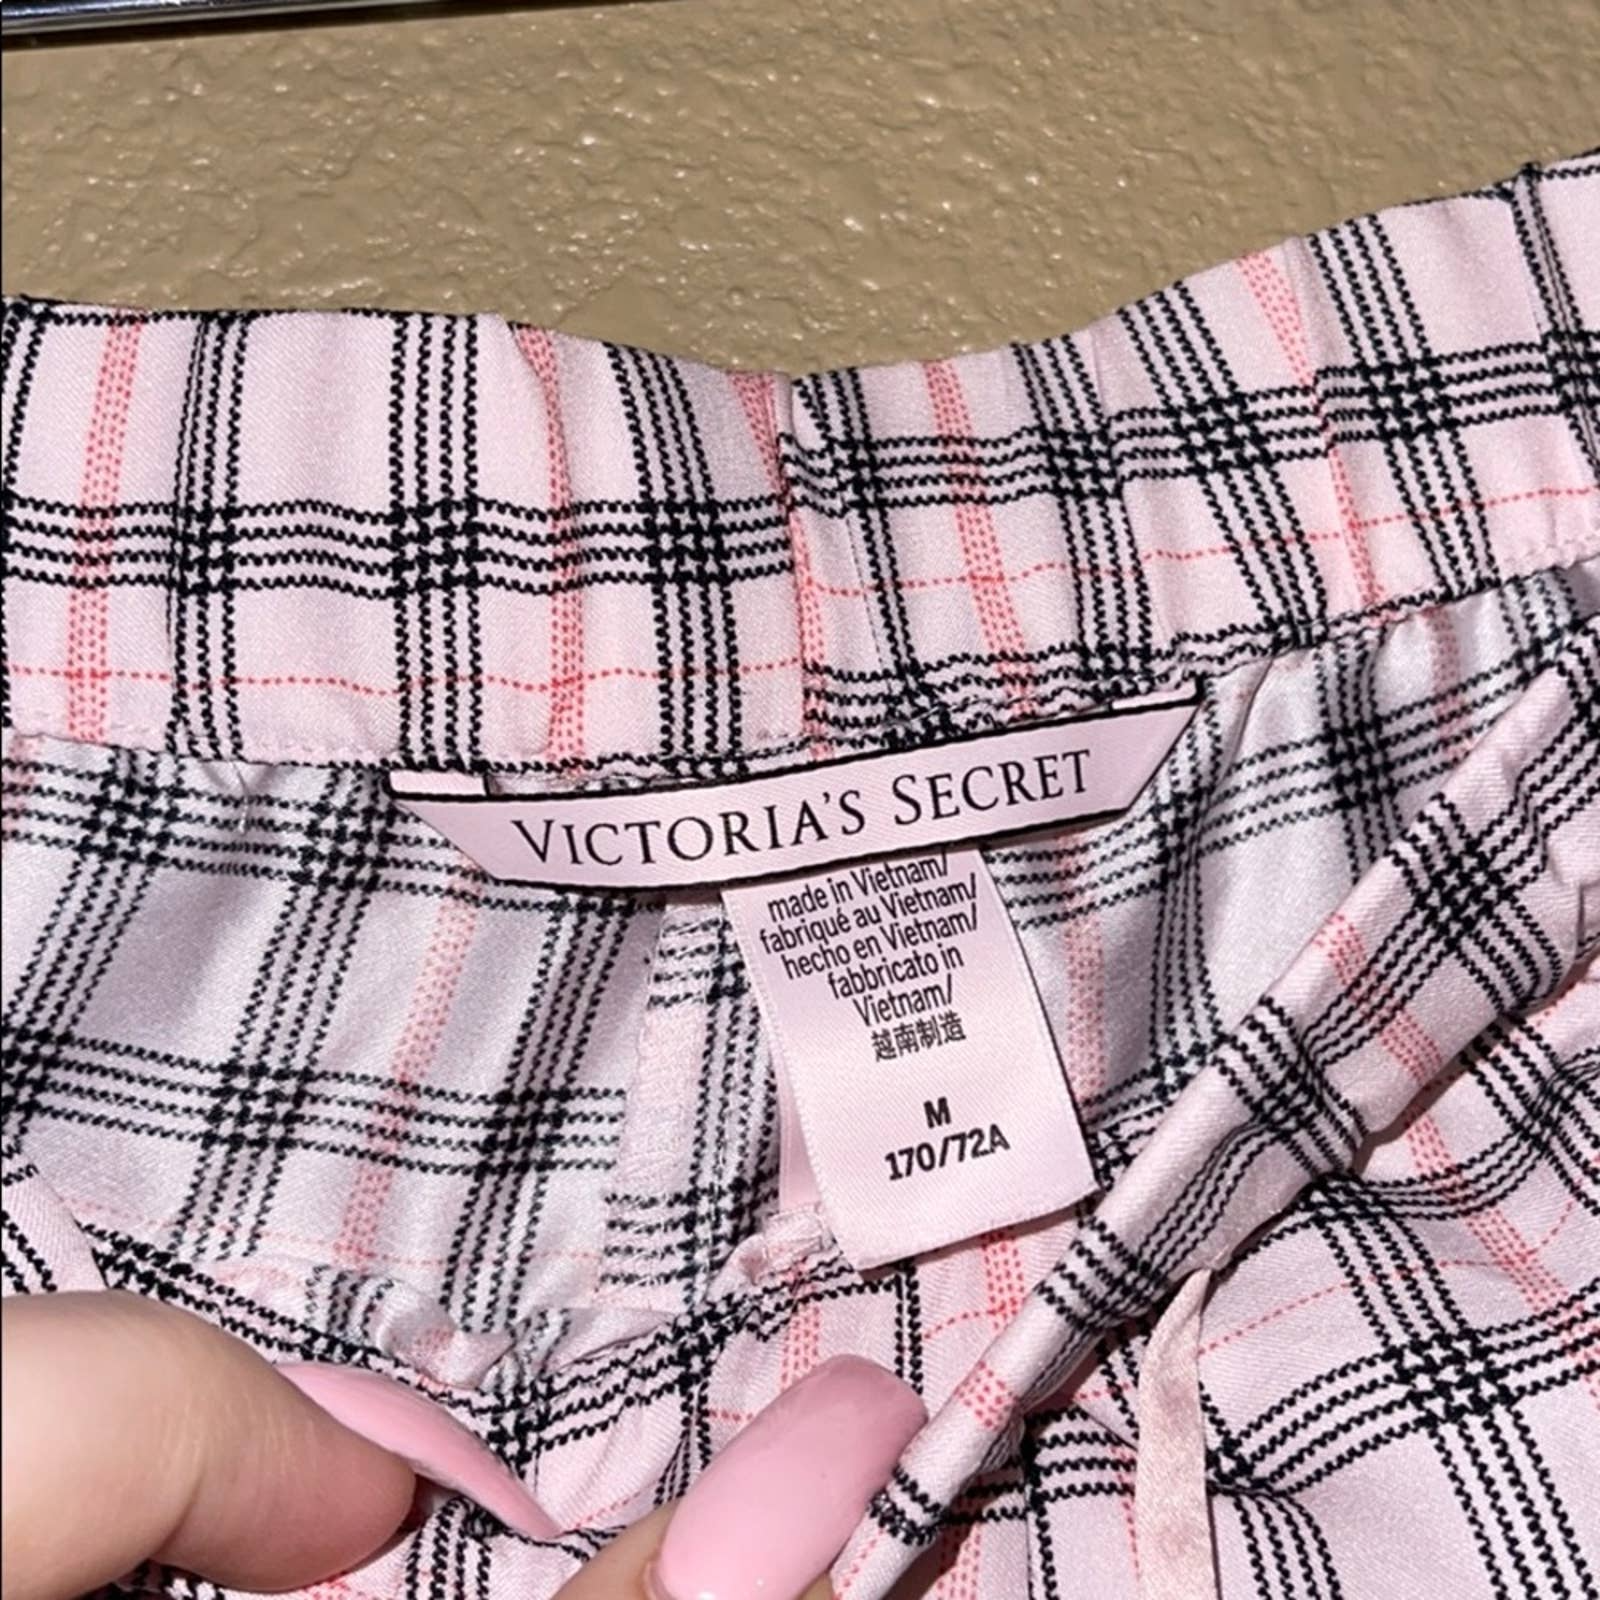 VICTORIA'S SECRET
made in Vietnam/
fabriqué au Vietnam/
hecho en Vietnam/
fabbricato in
Vietnam/
越南制造
M
170/72A